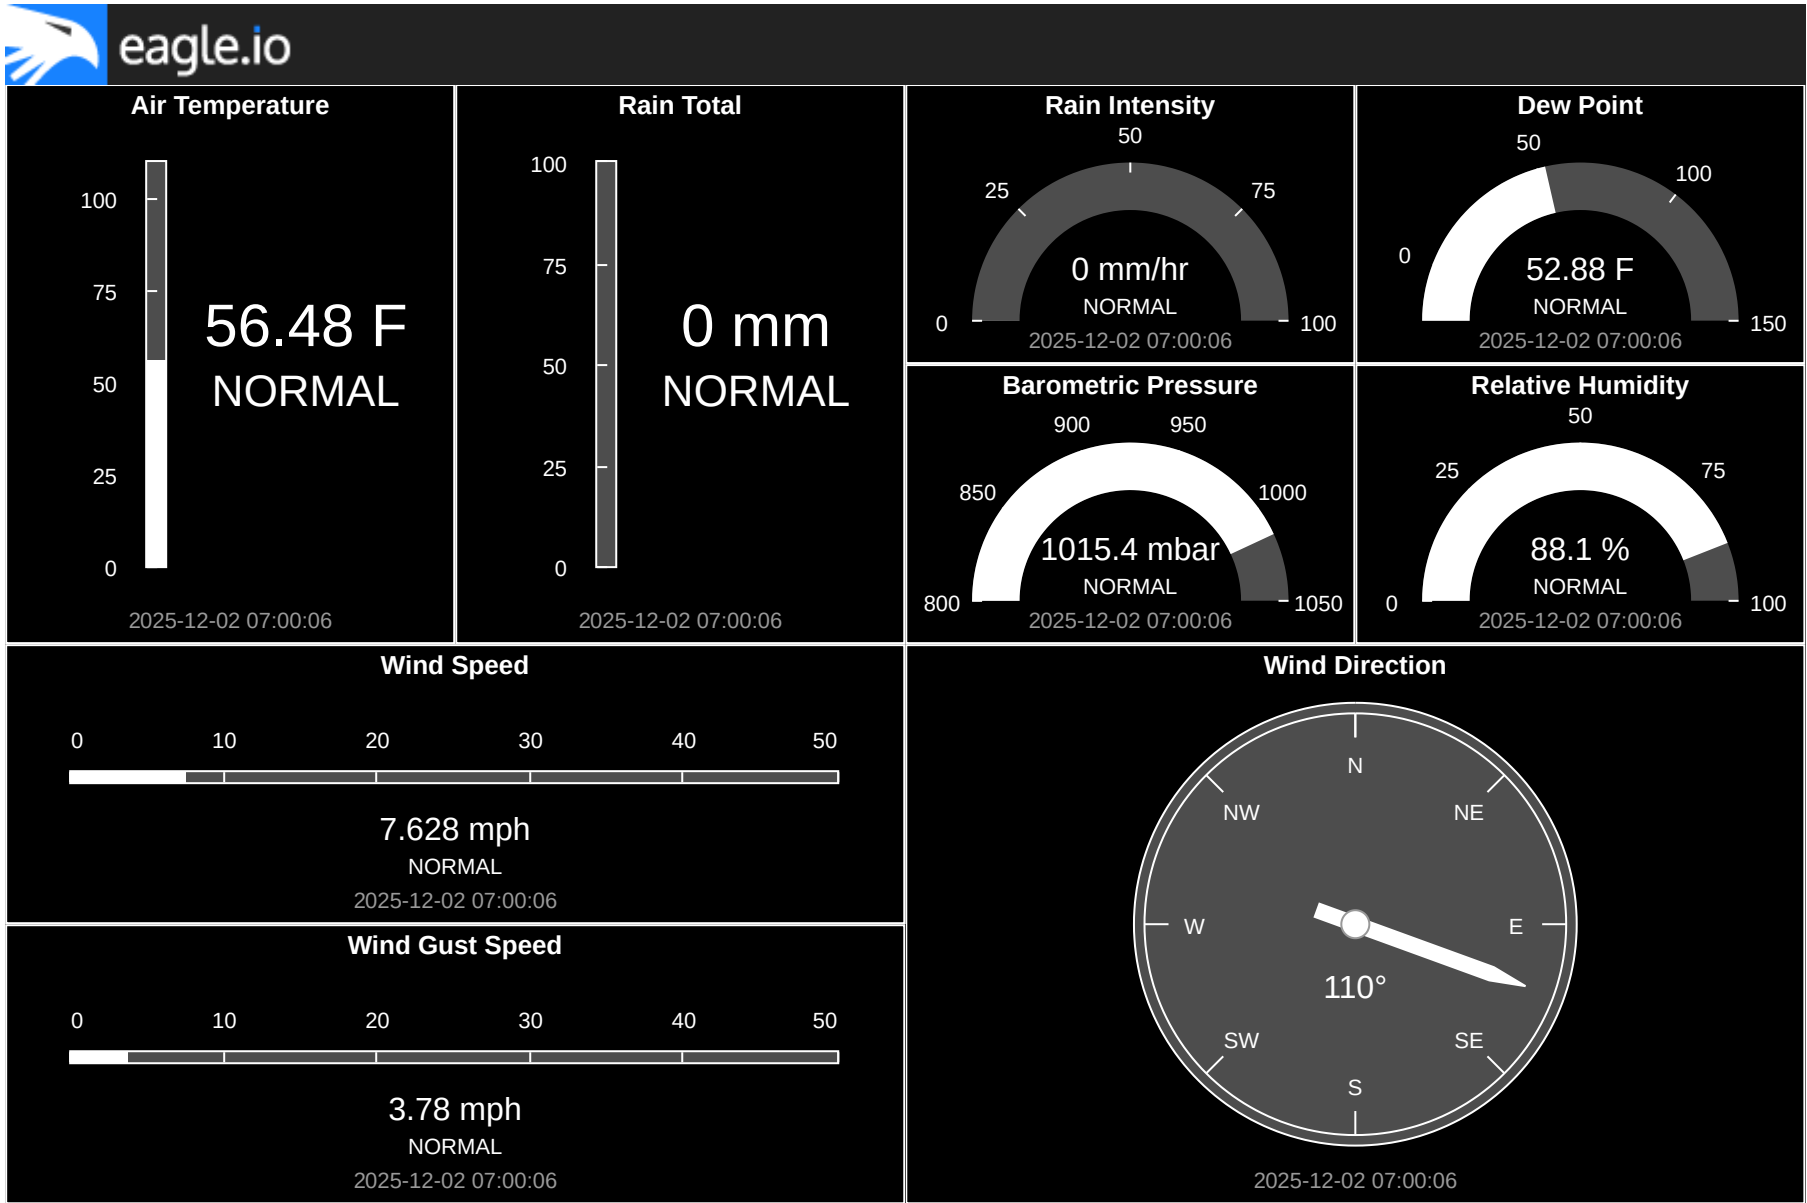 eagle.io
Air Temperature
100
75
50
25
0
56.48 F
NORMAL
2025-12-02 07:00:06
Rain Total
100
75
50
25
0
0 mm
NORMAL
2025-12-02 07:00:06
Rain Intensity
0
25
50
75
100
0 mm/hr
NORMAL
2025-12-02 07:00:06
Dew Point
0
50
100
150
52.88 F
NORMAL
2025-12-02 07:00:06
Barometric Pressure
800
850
900
950
1000
1050
1015.4 mbar
NORMAL
2025-12-02 07:00:06
Relative Humidity
0
25
50
75
100
88.1 %
NORMAL
2025-12-02 07:00:06
Wind Speed
0 10 20 30 40 50
7.628 mph
NORMAL
2025-12-02 07:00:06
Wind Gust Speed
0 10 20 30 40 50
3.78 mph
NORMAL
2025-12-02 07:00:06
Wind Direction
N
NW NE
W E
110°
SW SE
S
2025-12-02 07:00:06